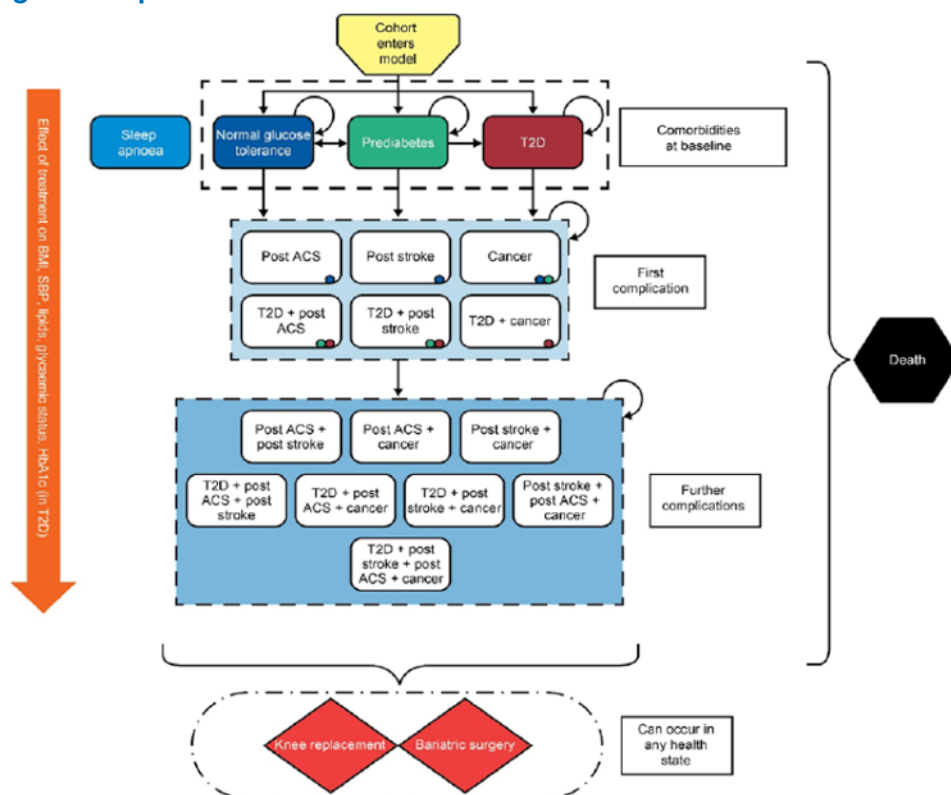 Cohort
enters
model
Effect of treatment on BMI, SBP, lipids, glycaemic status, HbA1c (in T2D)
Sleep
apnoea
Normal glucose
tolerance
Prediabetes
T2D
Comorbidities
at baseline
Post ACS
Post stroke
Cancer
T2D + post
ACS
T2D + post
stroke
T2D + cancer
First
complication
Death
Post ACS +
post stroke
Post ACS +
cancer
Post stroke +
cancer
T2D + post
ACS + post
stroke
T2D + post
ACS + cancer
T2D + post
stroke + cancer
Post stroke +
post ACS +
cancer
T2D + post
stroke + post
ACS + cancer
Further
complications
Knee replacement
Bariatric surgery
Can occur in
any health
state